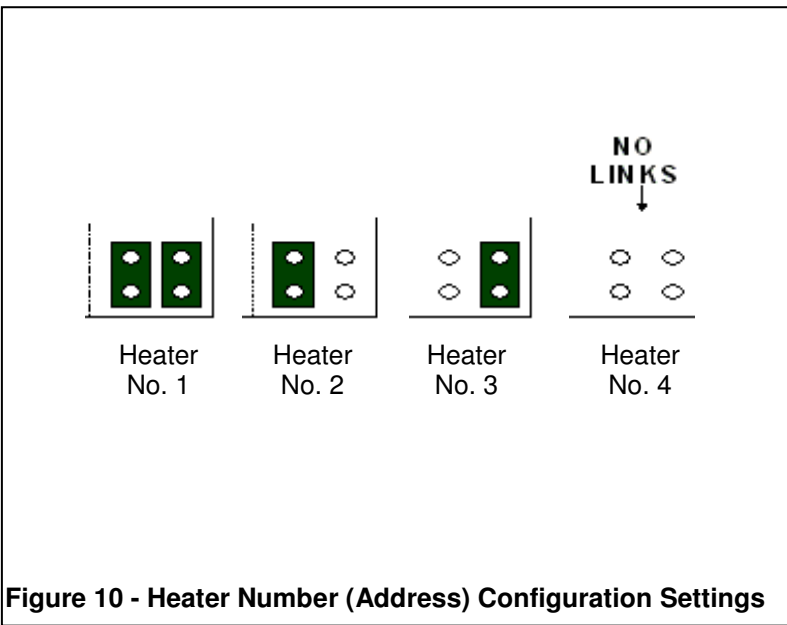 NO
LINKS
Heater
No. 1
Heater
No. 2
Heater
No. 3
Heater
No. 4
Figure 10 - Heater Number (Address) Configuration Settings